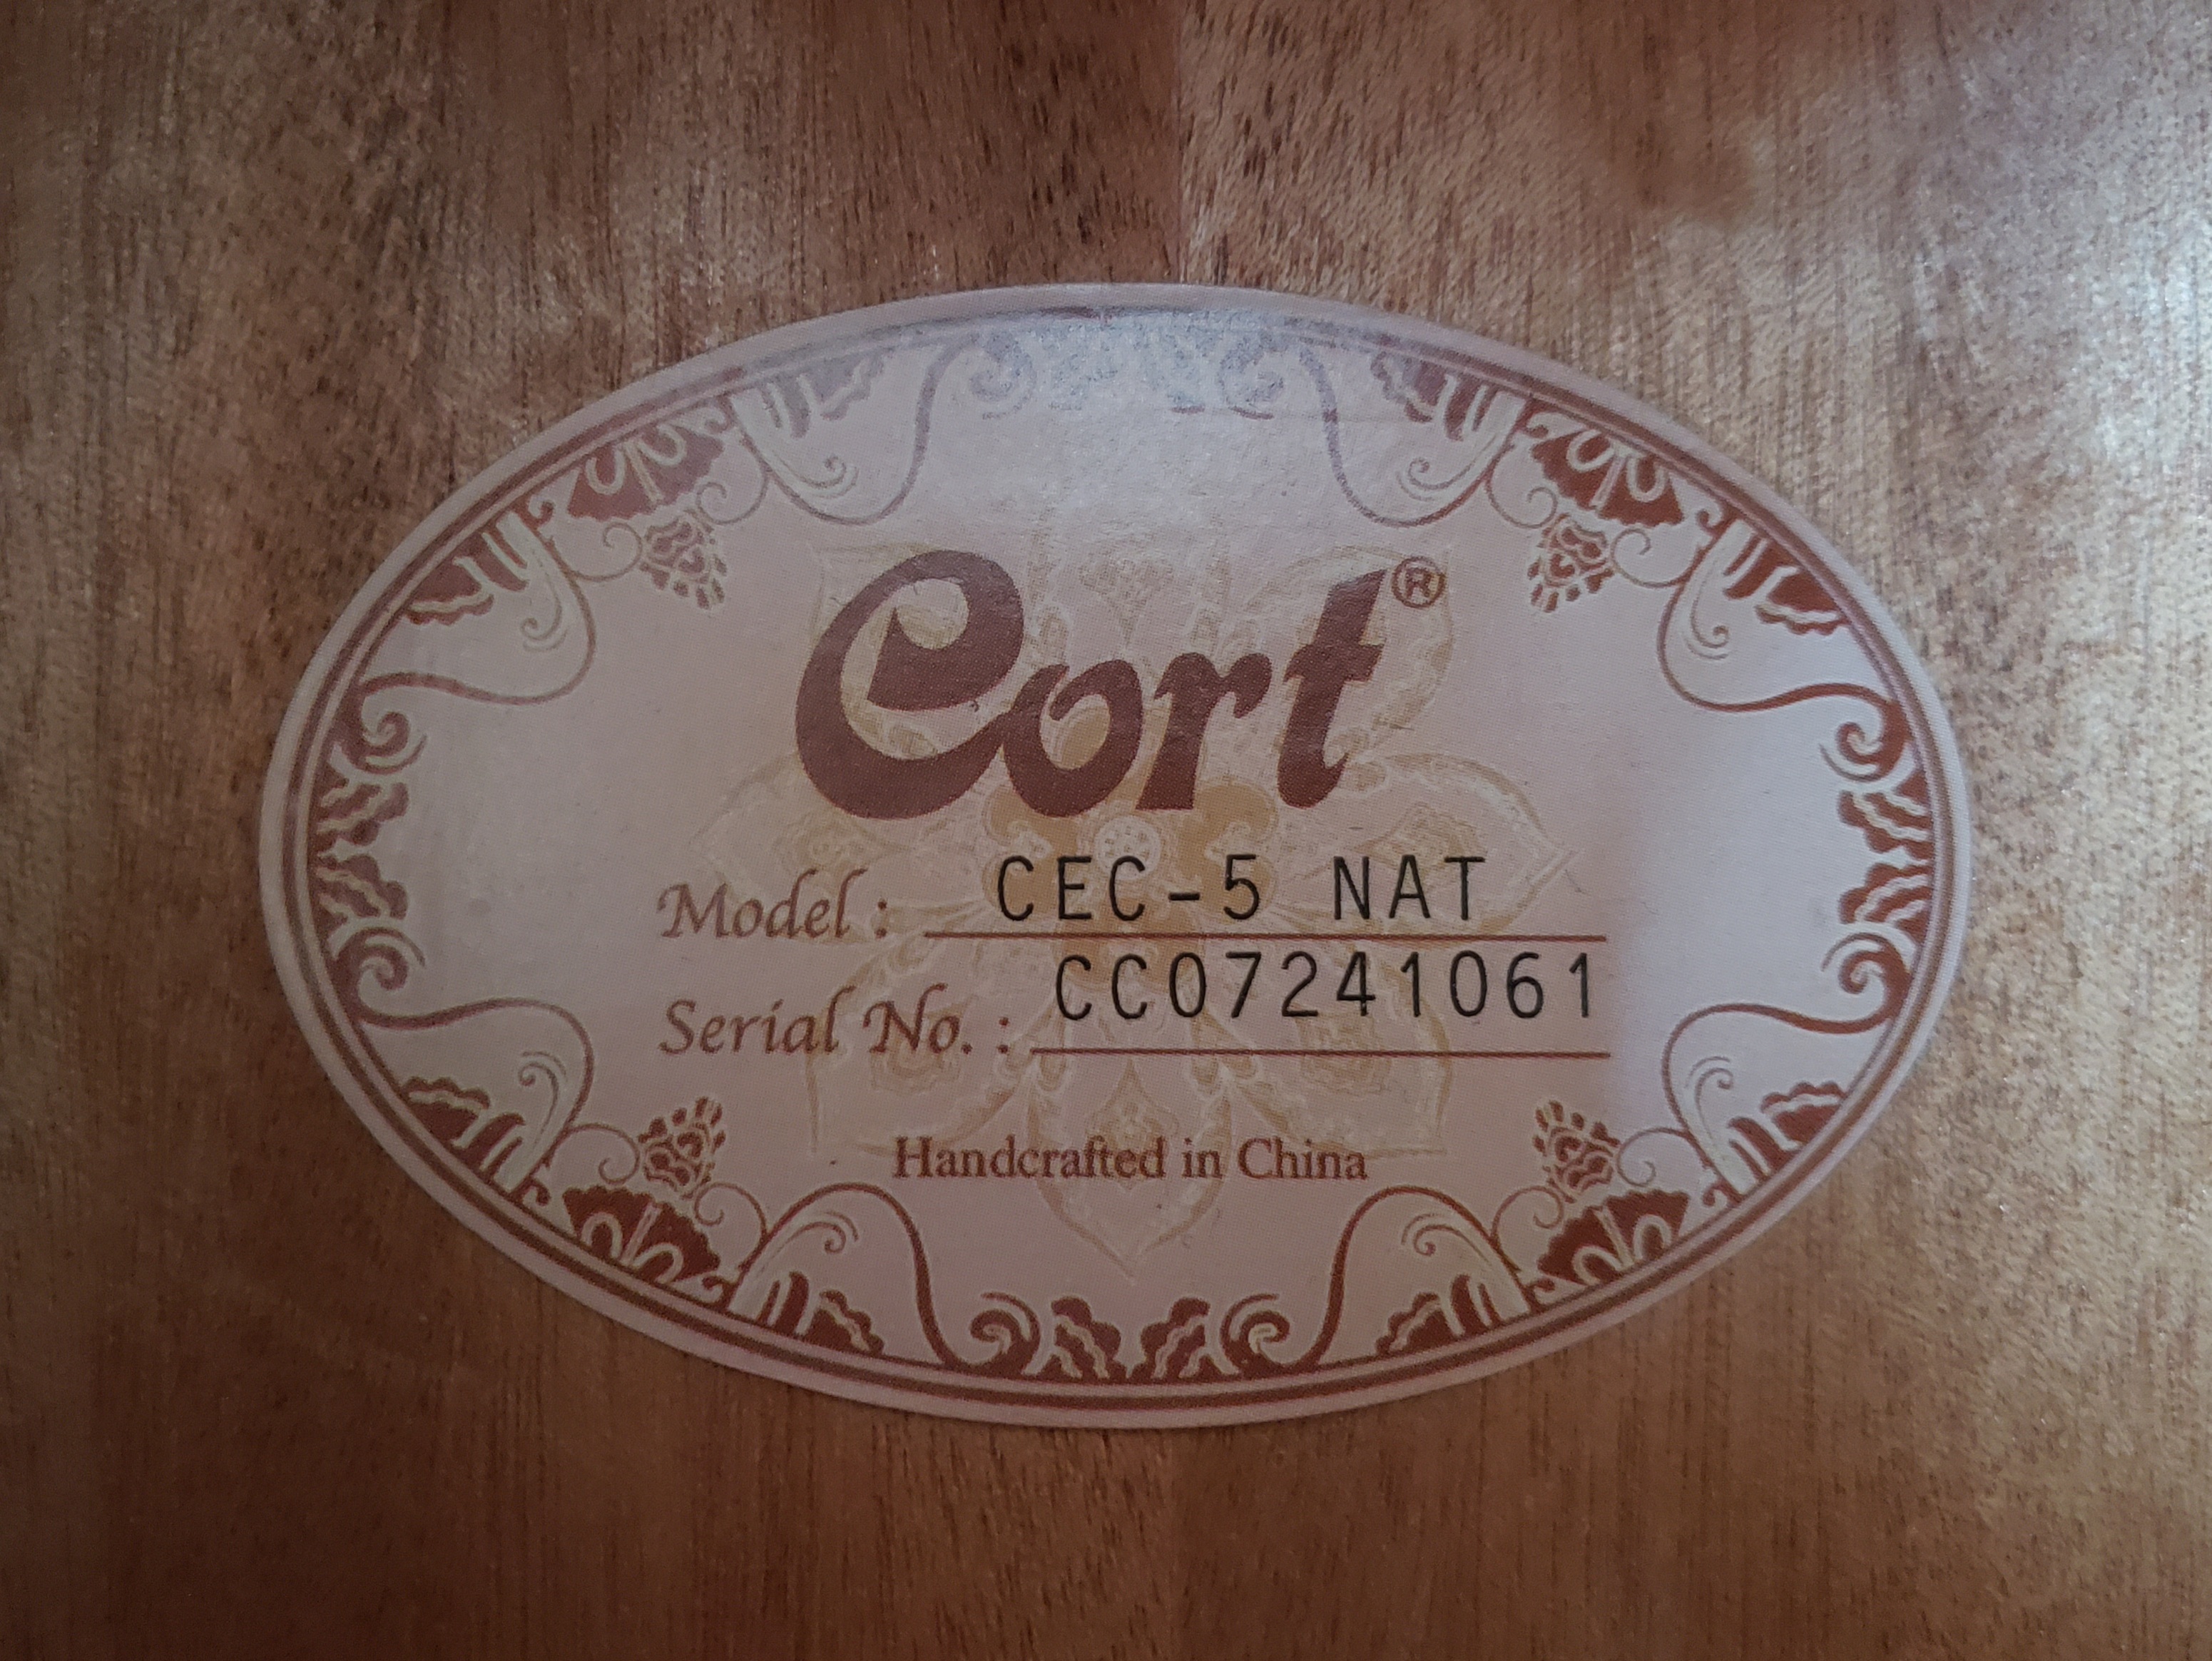 Cort®
Model : CEC-5 NAT
Serial No. : CC07241061
Handcrafted in China